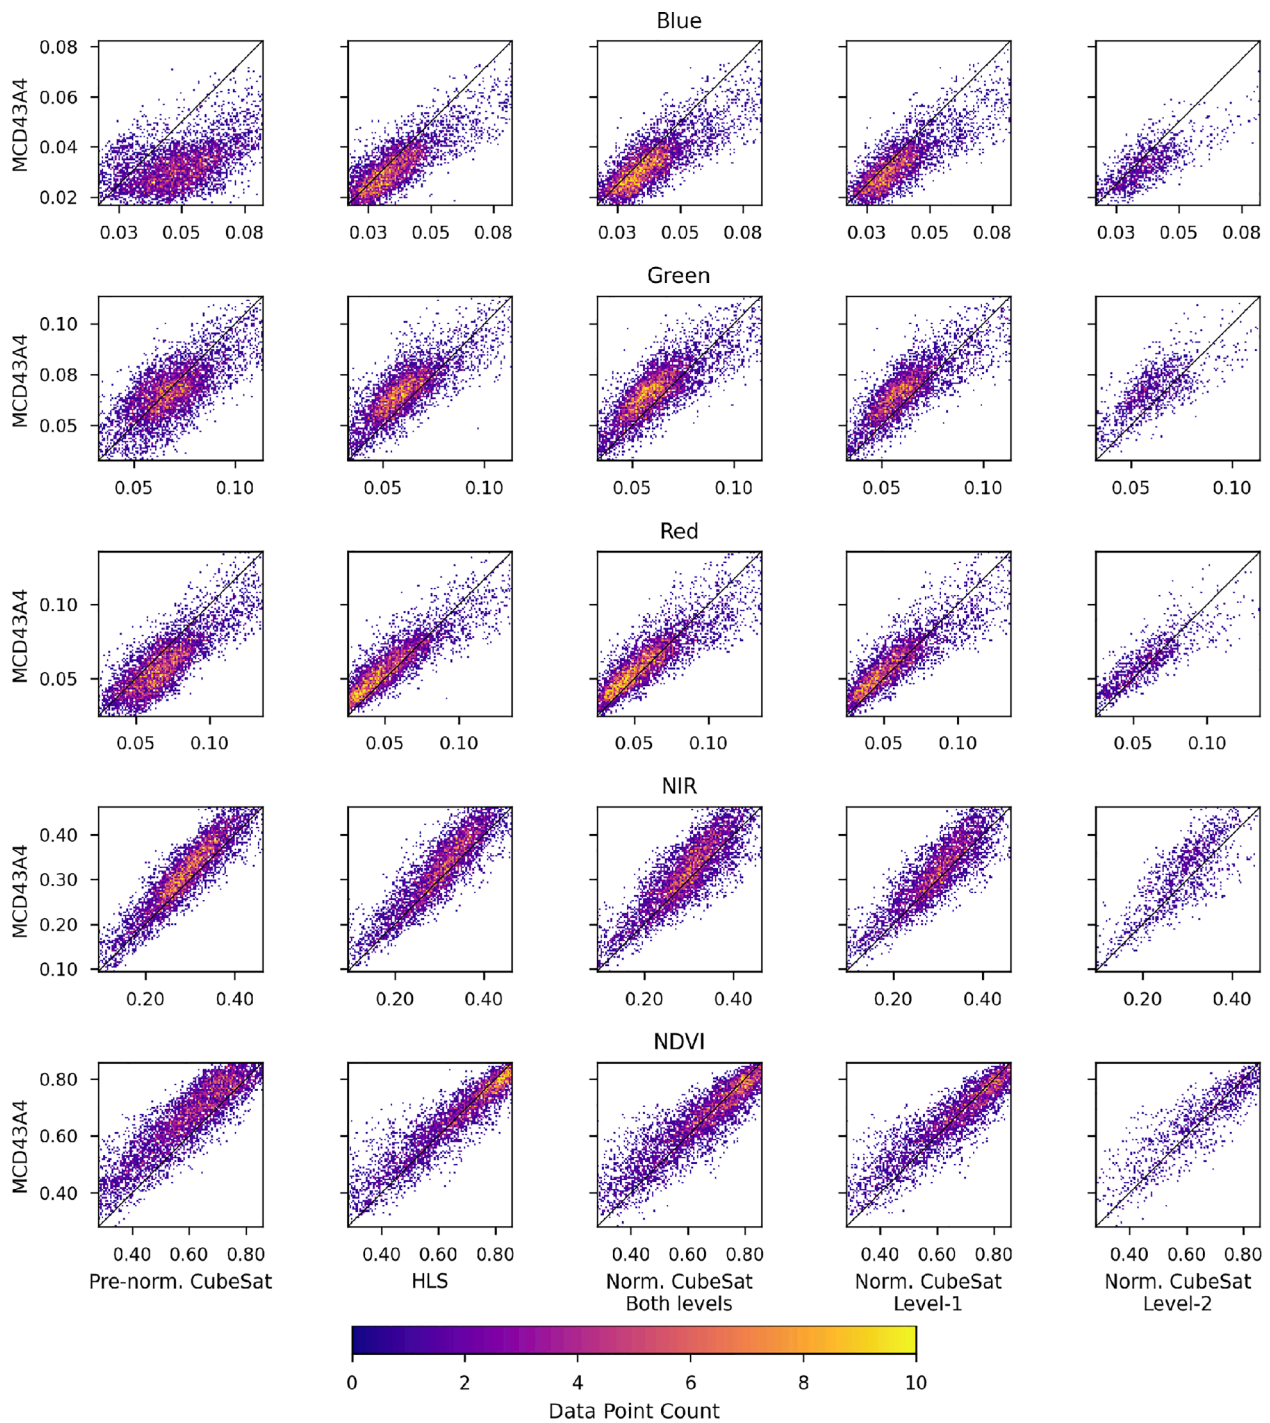 Blue
0.08
0.06
0.04
0.02
MCD43A4
0.03 0.05 0.08 0.03 0.05 0.08 0.03 0.05 0.08 0.03 0.05 0.08 0.03 0.05 0.08
Green
0.10
0.08
0.05
MCD43A4
0.05 0.10 0.05 0.10 0.05 0.10 0.05 0.10 0.05 0.10
Red
0.10
0.05
MCD43A4
0.05 0.10 0.05 0.10 0.05 0.10 0.05 0.10 0.05 0.10
NIR
0.40
0.30
0.20
0.10
MCD43A4
0.20 0.40 0.20 0.40 0.20 0.40 0.20 0.40 0.20 0.40
NDVI
0.80
0.60
0.40
MCD43A4
0.40 0.60 0.80 0.40 0.60 0.80 0.40 0.60 0.80 0.40 0.60 0.80 0.40 0.60 0.80
Pre-norm. CubeSat
HLS
Norm. CubeSat
Both levels
Norm. CubeSat
Level-1
Norm. CubeSat
Level-2
0 2 4 6 8 10
Data Point Count